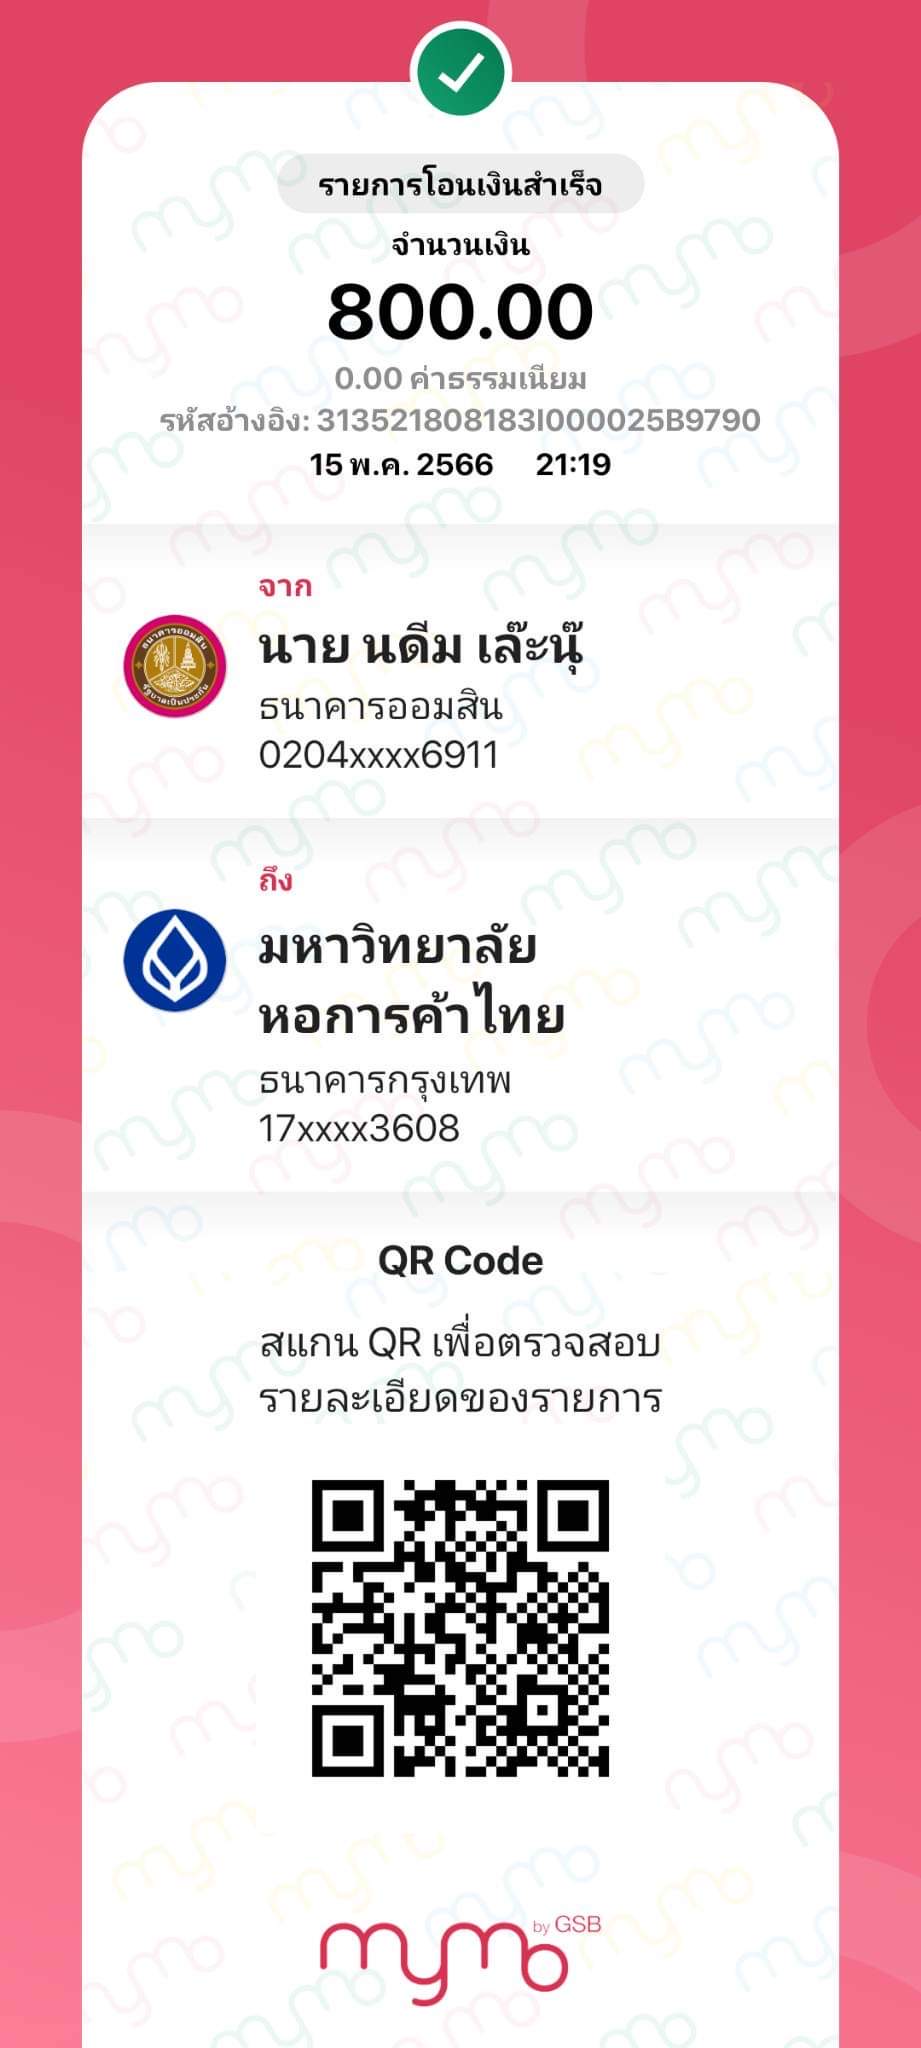 รายการโอนเงินสำเร็จ
จำนวนเงิน
800.00
0.00 ค่าธรรมเนียม
รหัสอ้างอิง: 313521808183I000025B9790
15 พ.ค. 2566 21:19
จาก
นาย นดีม เล๊ะนุ๊
ธนาคารออมสิน
0204xxxx6911
ถึง
มหาวิทยาลัย
หอการค้าไทย
ธนาคารกรุงเทพ
17xxxx3608
QR Code
สแกน QR เพื่อตรวจสอบ
รายละเอียดของรายการ
mymo by GSB